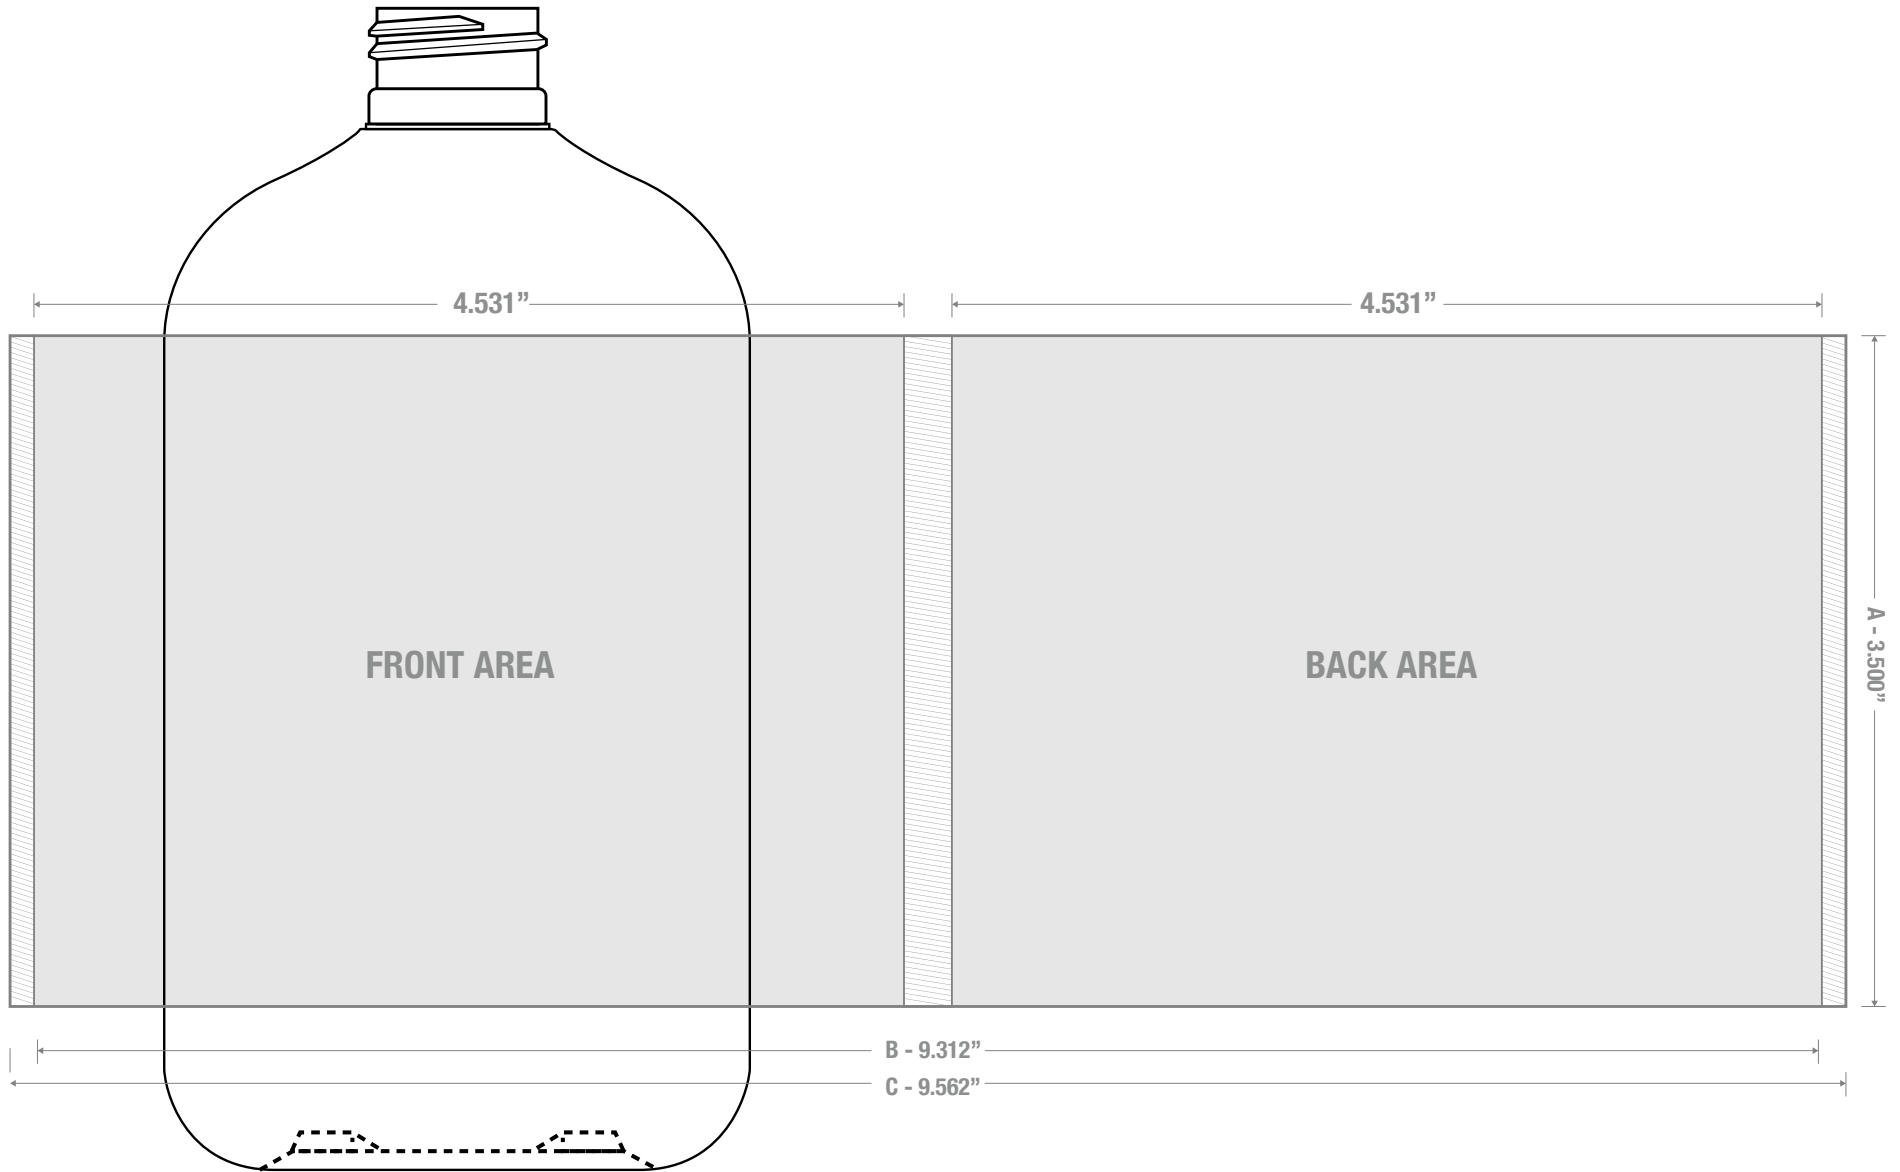 4.531” 4.531”
FRONT AREA BACK AREA
A - 3.500”
B - 9.312”
C - 9.562”